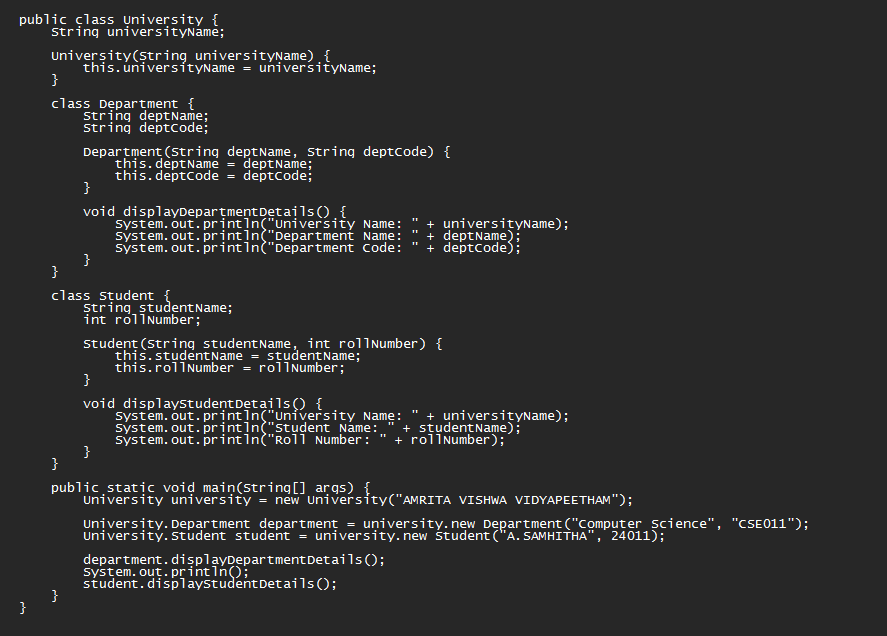 public class University {
    String universityName;

    University(String universityName) {
        this.universityName = universityName;
    }

    class Department {
        String deptName;
        String deptCode;

        Department(String deptName, String deptCode) {
            this.deptName = deptName;
            this.deptCode = deptCode;
        }

        void displayDepartmentDetails() {
            System.out.println("University Name: " + universityName);
            System.out.println("Department Name: " + deptName);
            System.out.println("Department Code: " + deptCode);
        }
    }

    class Student {
        String studentName;
        int rollNumber;

        Student(String studentName, int rollNumber) {
            this.studentName = studentName;
            this.rollNumber = rollNumber;
        }

        void displayStudentDetails() {
            System.out.println("University Name: " + universityName);
            System.out.println("Student Name: " + studentName);
            System.out.println("Roll Number: " + rollNumber);
        }
    }

    public static void main(String[] args) {
        University university = new University("AMRITA VISHWA VIDYAPEETHAM");

        University.Department department = university.new Department("Computer Science", "CSE011");
        University.Student student = university.new Student("A.SAMHITHA", 24011);

        department.displayDepartmentDetails();
        System.out.println();
        student.displayStudentDetails();
    }
}